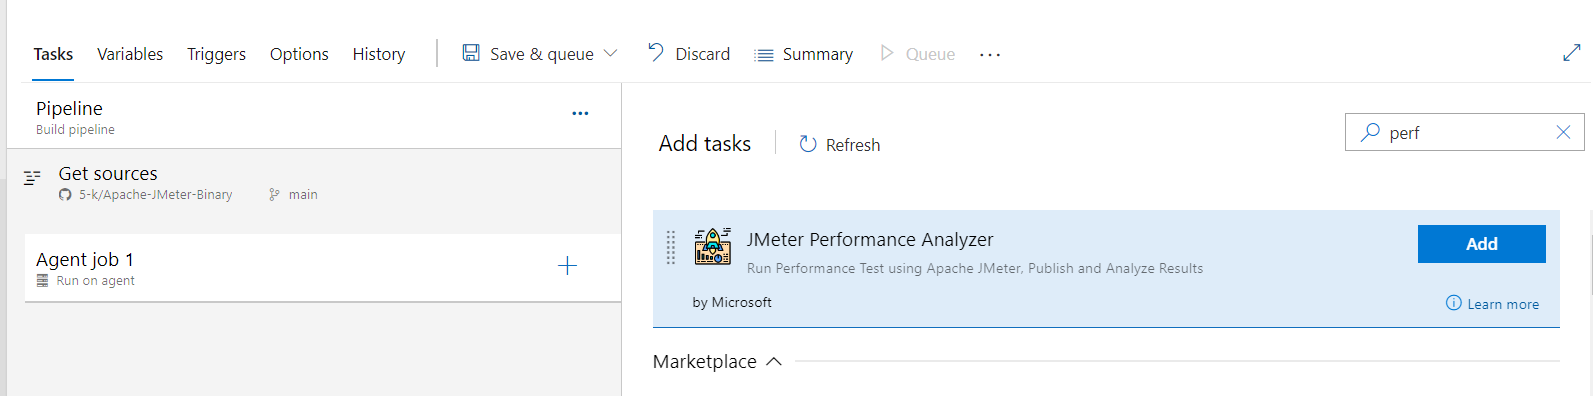 Tasks Variables Triggers Options History Save & queue Discard Summary Queue ...
Pipeline ...
Build pipeline
Get sources
5-k/Apache-JMeter-Binary main
Agent job 1
Run on agent
Add tasks Refresh
perf
JMeter Performance Analyzer
Add
Run Performance Test using Apache JMeter, Publish and Analyze Results
by Microsoft
Learn more
Marketplace